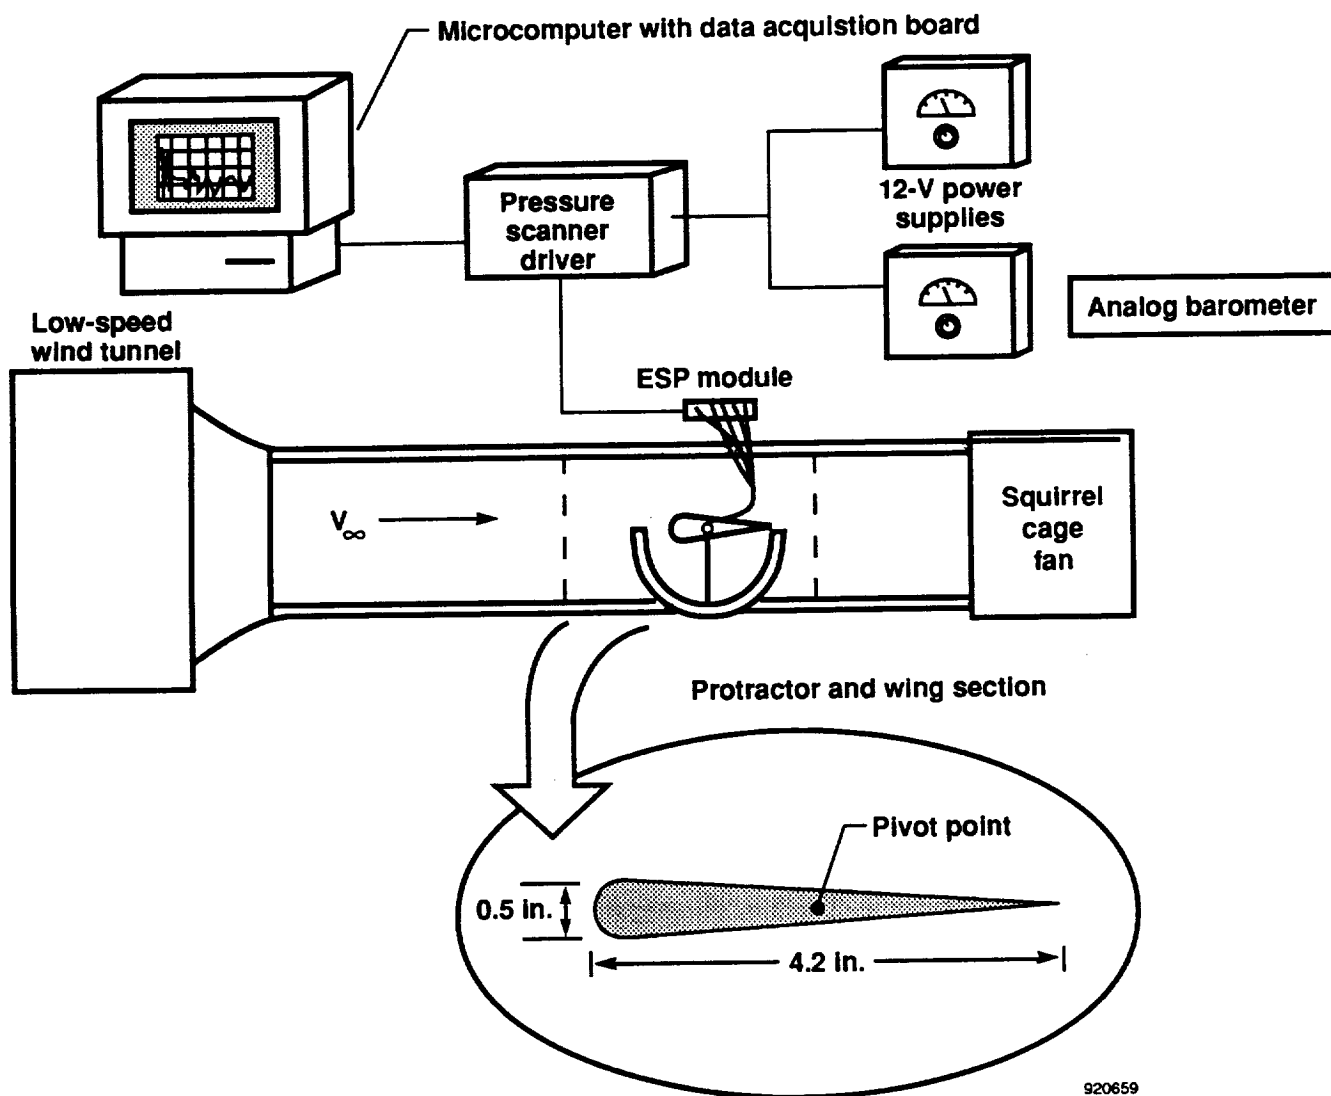 Microcomputer with data acquistion board
Pressure
scanner
driver
12-V power
supplies
Analog barometer
Low-speed
wind tunnel
ESP module
V∞
Squirrel
cage
fan
Protractor and wing section
Pivot point
0.5 in.
4.2 in.
920659